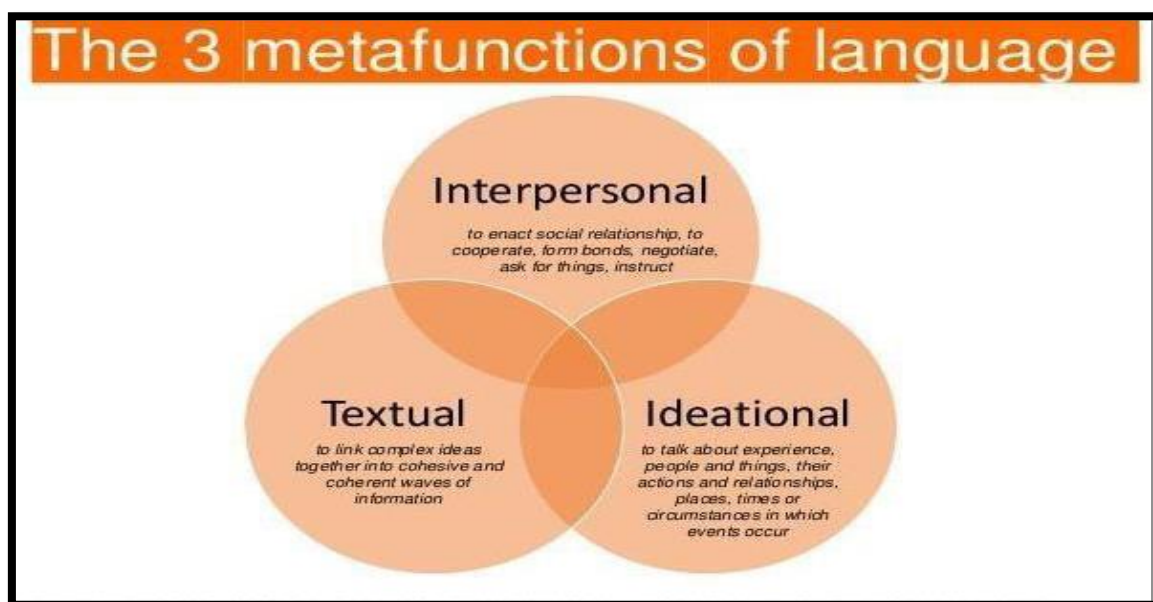 The 3 metafunctions of language
Interpersonal
to enact social relationship, to
cooperate, form bonds, negotiate,
ask for things, instruct
Textual
to link complex ideas
together into cohesive and
coherent waves of
information
Ideational
to talk about experience,
people and things, their
actions and relationships,
places, times or
circumstances in which
events occur